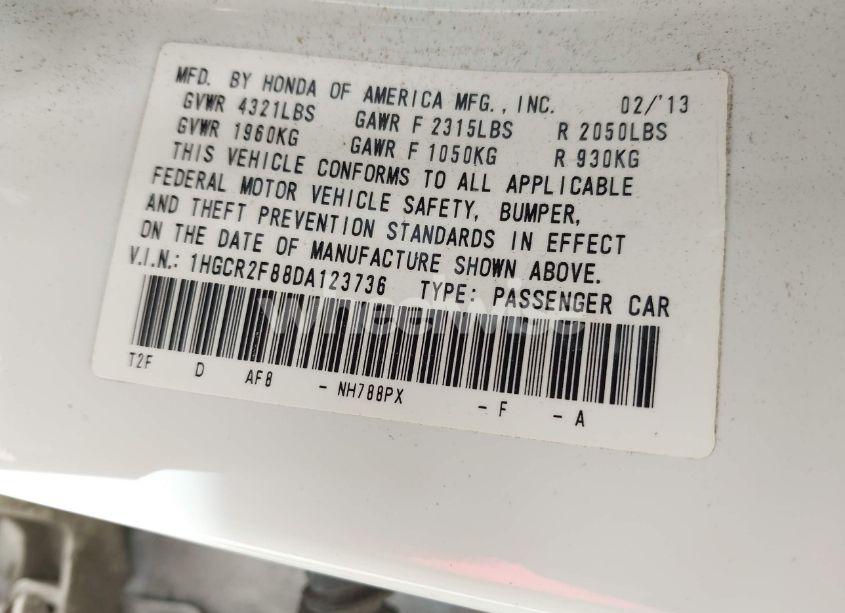 MFD. BY HONDA OF AMERICA MFG., INC. 02/'13
GVWR 4321LBS GAWR F 2315LBS R 2050LBS
GVWR 1960KG GAWR F 1050KG R 930KG
THIS VEHICLE CONFORMS TO ALL APPLICABLE
FEDERAL MOTOR VEHICLE SAFETY, BUMPER,
AND THEFT PREVENTION STANDARDS IN EFFECT
ON THE DATE OF MANUFACTURE SHOWN ABOVE.
V.I.N.: 1HGCR2F88DA123736 TYPE: PASSENGER CAR
T2F D AF8 - NH788PX - F - A